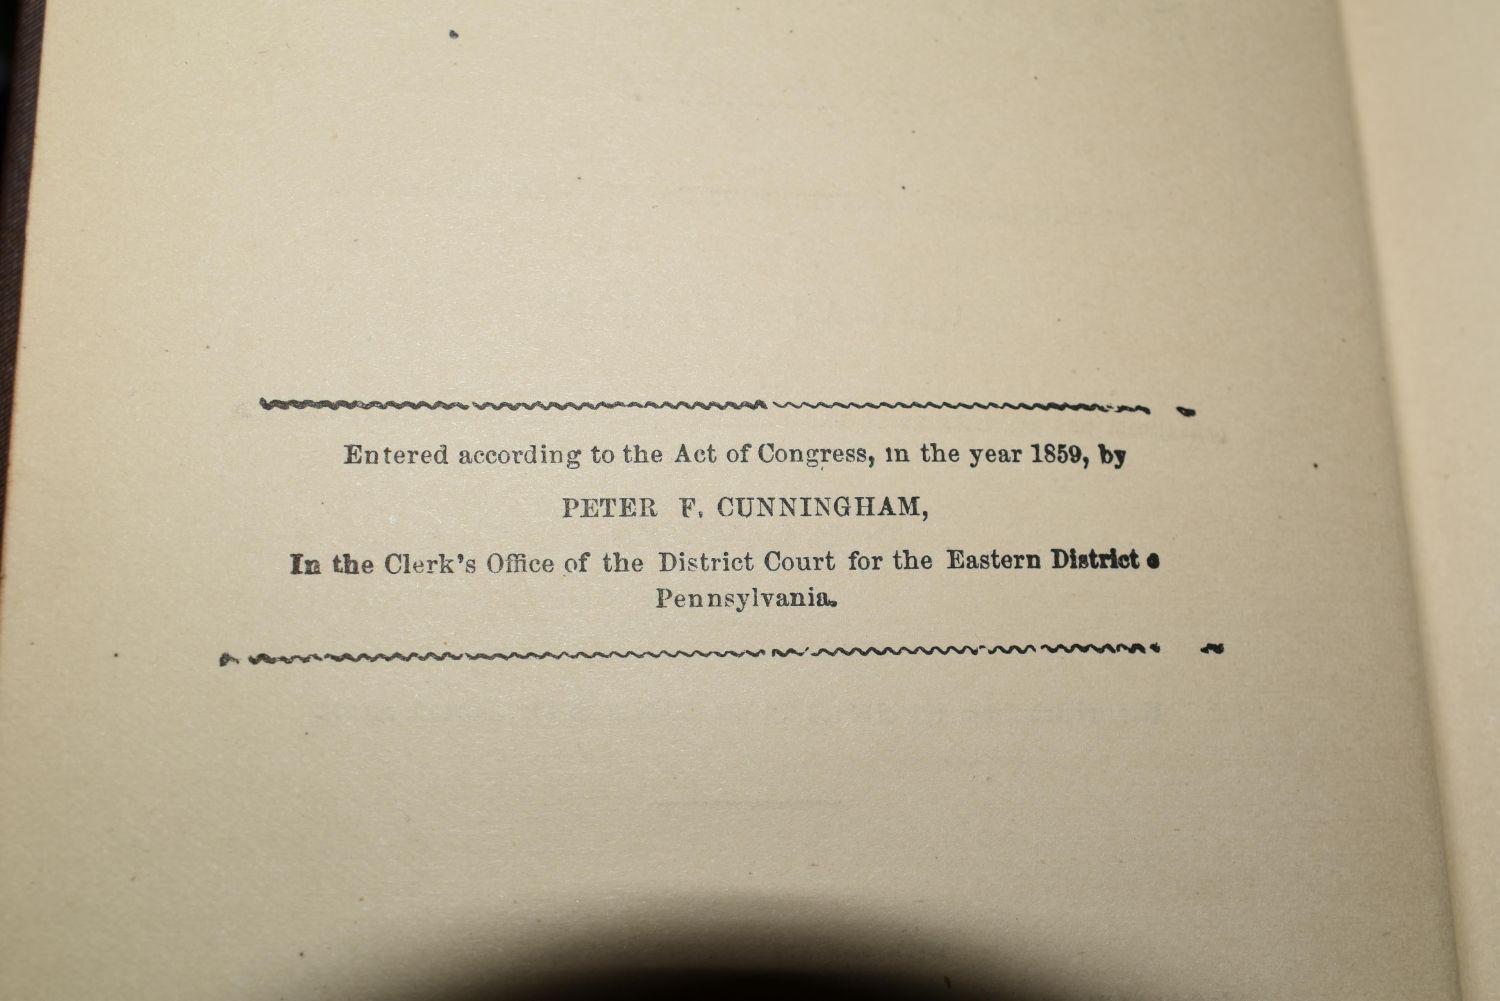 Entered according to the Act of Congress, in the year 1859, by
PETER F. CUNNINGHAM,
In the Clerk's Office of the District Court for the Eastern District
Pennsylvania.